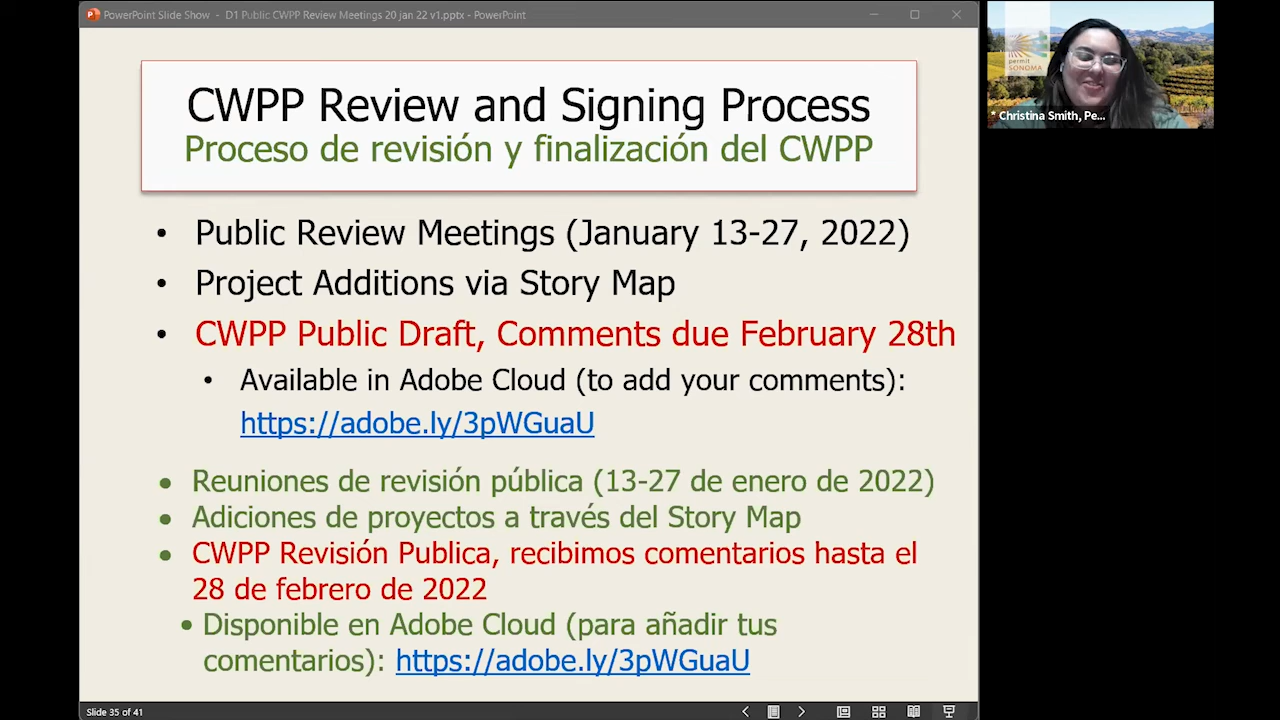 PowerPoint Slide Show - D1 Public CWPP Review Meetings 20 jan 22 v1.pptx - PowerPoint
permit
SONOMA
* Christina Smith, Pe...
CWPP Review and Signing Process
Proceso de revisión y finalización del CWPP
• Public Review Meetings (January 13-27, 2022)
• Project Additions via Story Map
• CWPP Public Draft, Comments due February 28th
• Available in Adobe Cloud (to add your comments):
https://adobe.ly/3pWGuaU
• Reuniones de revisión pública (13-27 de enero de 2022)
• Adiciones de proyectos a través del Story Map
• CWPP Revisión Publica, recibimos comentarios hasta el
28 de febrero de 2022
• Disponible en Adobe Cloud (para añadir tus
comentarios): https://adobe.ly/3pWGuaU
Slide 35 of 41